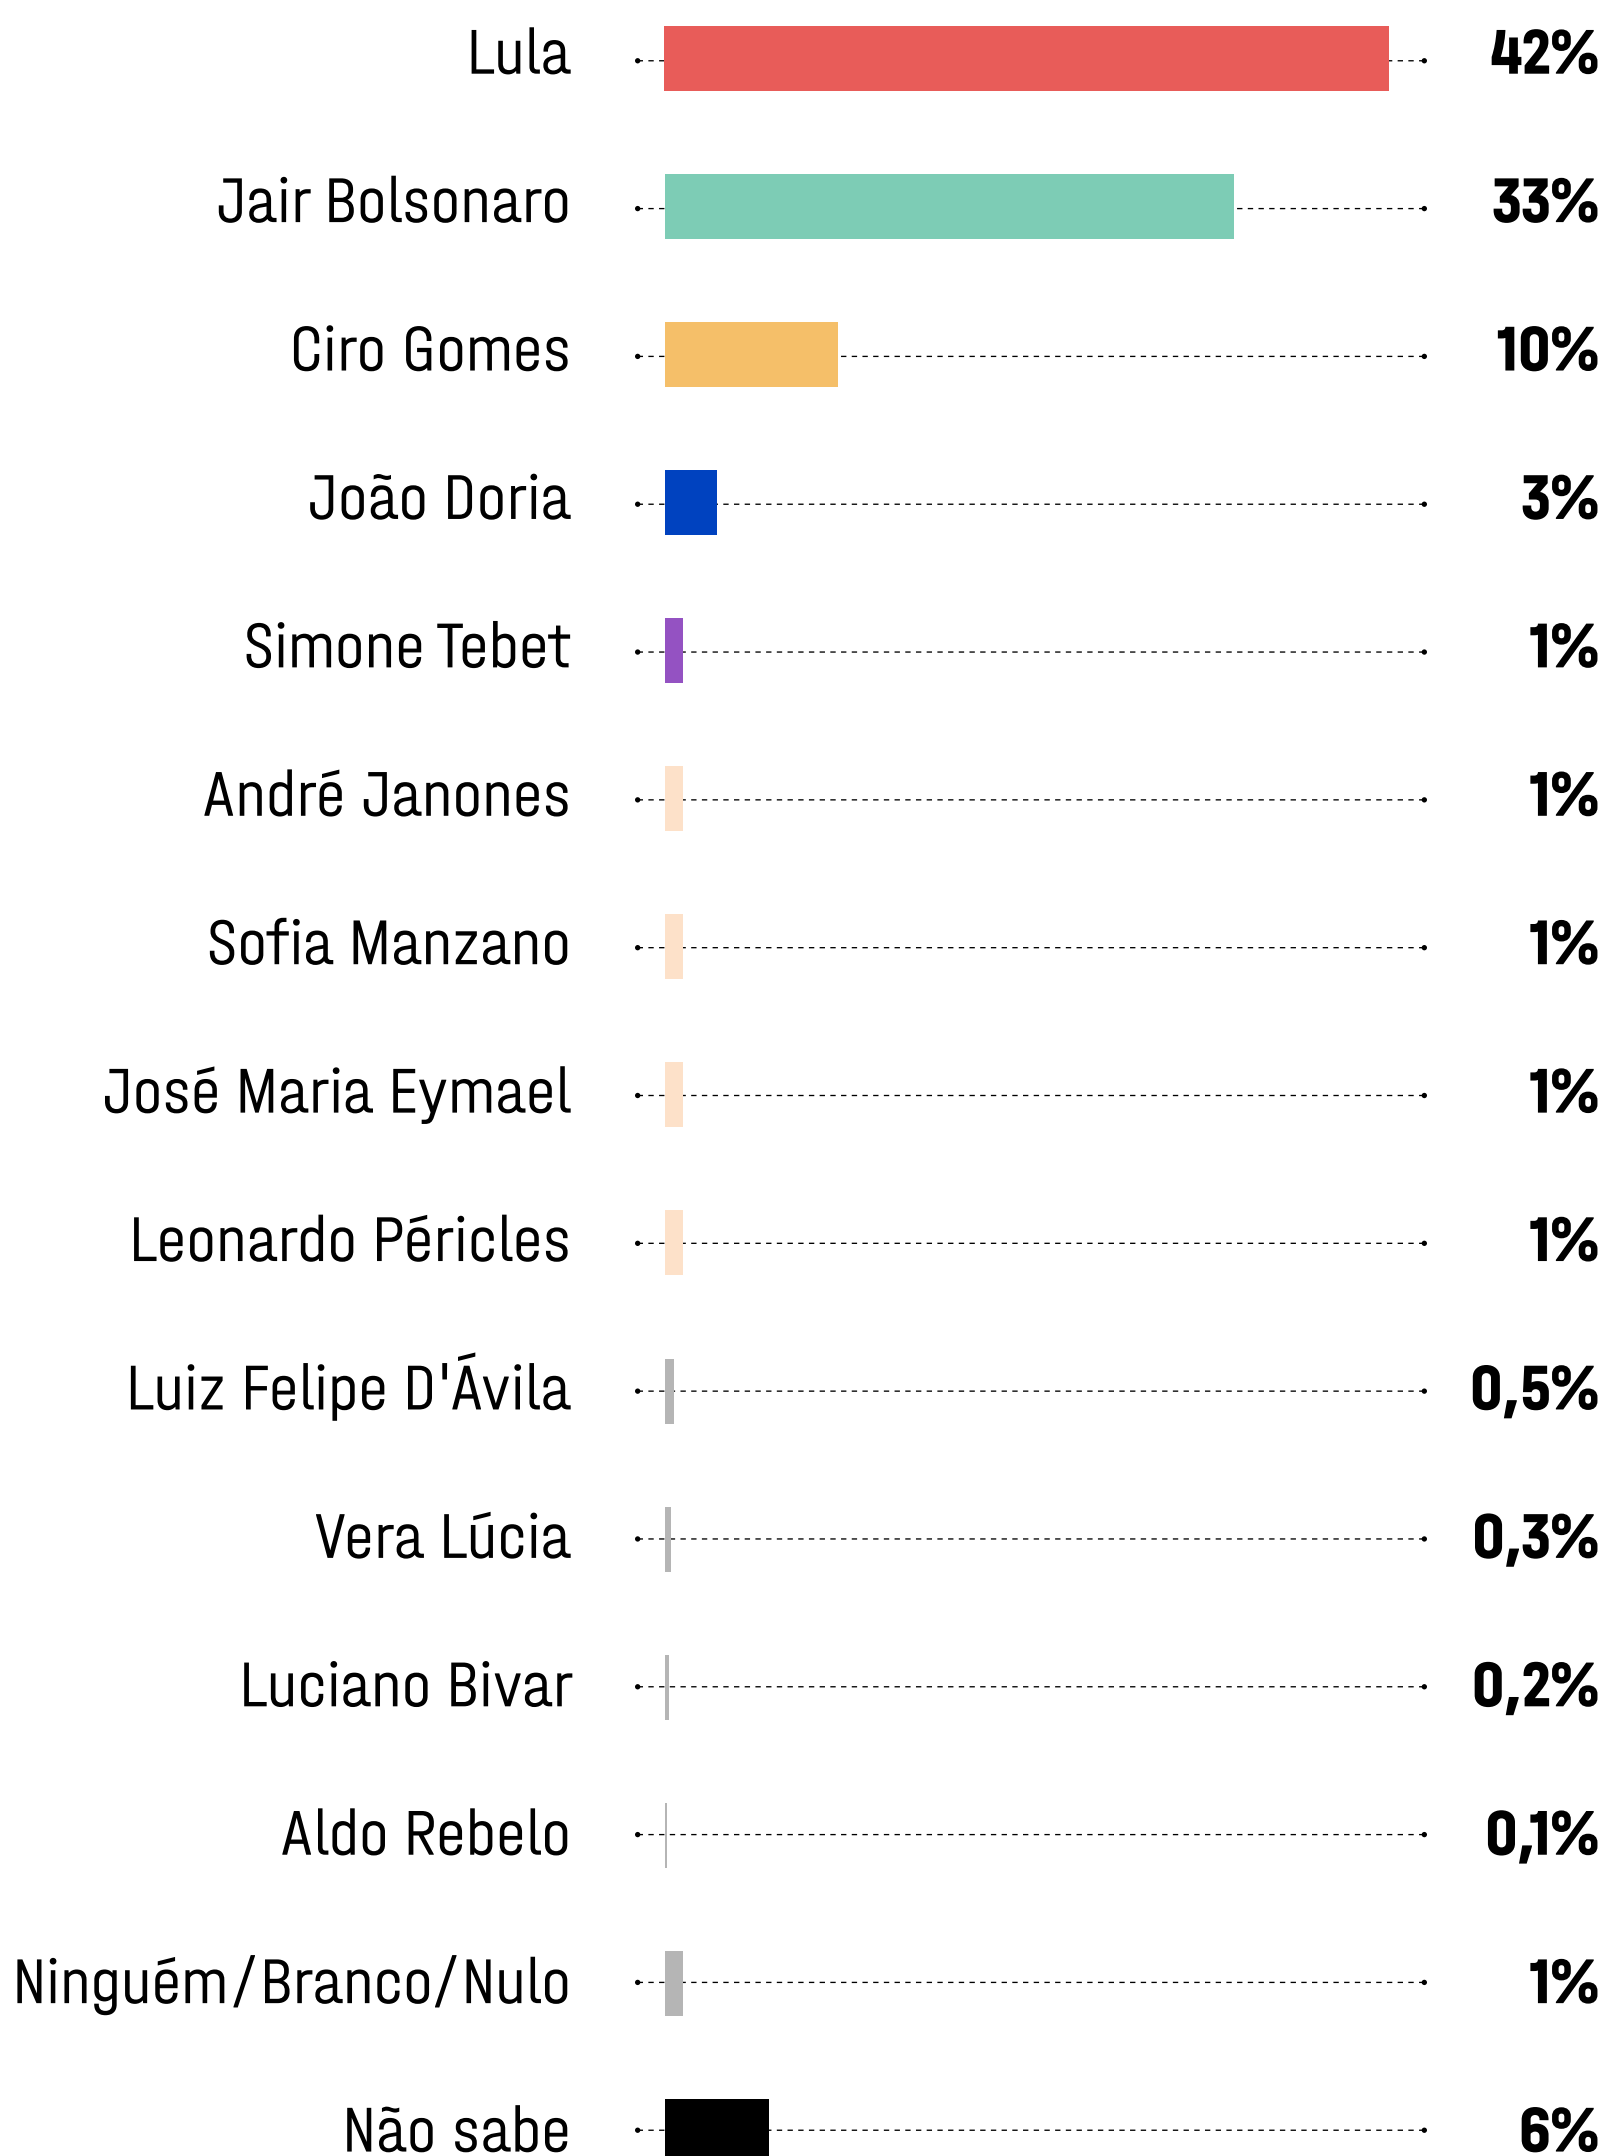 Lula 42%
Jair Bolsonaro 33%
Ciro Gomes 10%
João Doria 3%
Simone Tebet 1%
André Janones 1%
Sofia Manzano 1%
José Maria Eymael 1%
Leonardo Péricles 1%
Luiz Felipe D'Ávila 0,5%
Vera Lúcia 0,3%
Luciano Bivar 0,2%
Aldo Rebelo 0,1%
Ninguém/Branco/Nulo 1%
Não sabe 6%